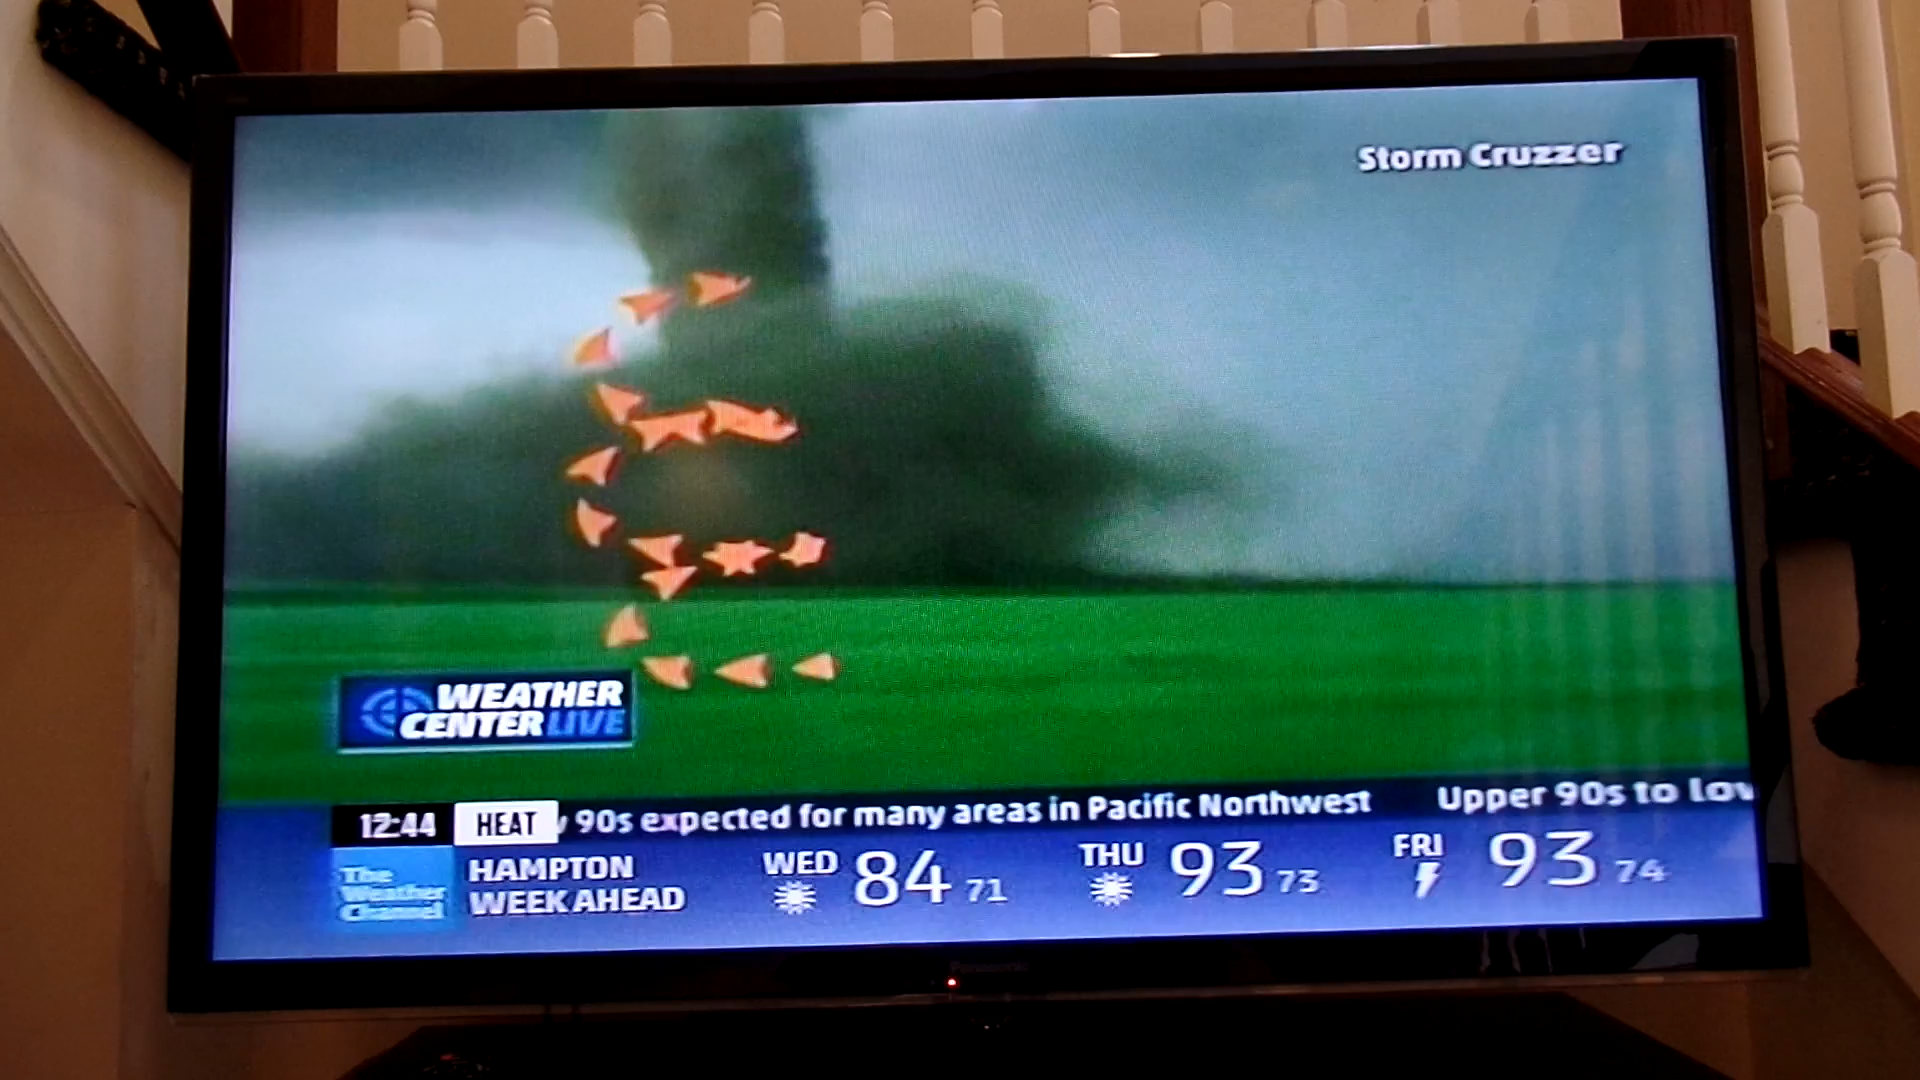 Storm Cruzzer
WEATHER
CENTER LIVE
12:44 HEAT 90s expected for many areas in Pacific Northwest Upper 90s to
The
Weather
Channel
HAMPTON
WEEK AHEAD
WED 84 71
THU 93 73
FRI 93 74
Panasonic